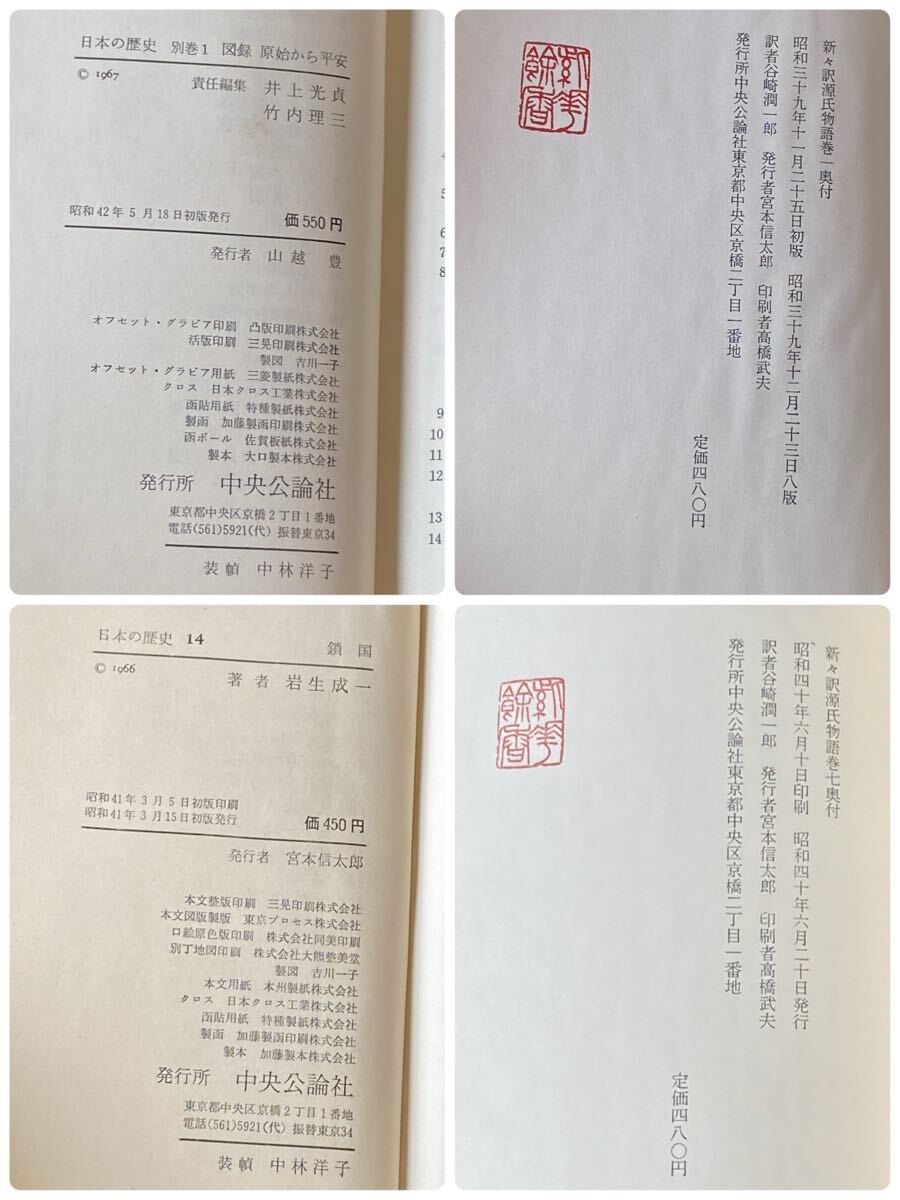 日本の歴史 別巻1 図録 原始から平安
© 1967
責任編集 井上光貞
竹内理三
昭和42年5月18日初版発行 価550円
発行者 山越 豊
オフセット・グラビア印刷 凸版印刷株式会社
活版印刷 三晃印刷株式会社
製図 吉川一子
オフセット・グラビア用紙 三菱製紙株式会社
クロス 日本クロス工業株式会社
函貼用紙 特種製紙株式会社
製函 加藤製函印刷株式会社
函ボール 佐賀板紙株式会社
製本 大口製本株式会社
発行所 中央公論社
東京都中央区京橋2丁目1番地
電話(561)5921(代) 振替東京34
装幀 中林洋子
4
5
6
7
8
9
10
11
12
13
14
新々訳源氏物語巻一奥付
昭和三十九年十一月二十五日初版 昭和三十九年十二月二十三日八版
訳者谷崎潤一郎 発行者宮本信太郎 印刷者高橋武夫
発行所中央公論社東京都中央区京橋二丁目一番地
定価四八〇円
日本の歴史 14 鎖国
© 1966
著者 岩生成一
昭和41年3月5日初版印刷
昭和41年3月15日初版発行 価450円
発行者 宮本信太郎
本文整版印刷 三晃印刷株式会社
本文図版製版 東京プロセス株式会社
口絵原色版印刷 株式会社同美印刷
別丁地図印刷 株式会社大熊整美堂
製図 吉川一子
本文用紙 本州製紙株式会社
クロス 日本クロス工業株式会社
函貼用紙 特種製紙株式会社
製函 加藤製函印刷株式会社
製本 加藤製本株式会社
発行所 中央公論社
東京都中央区京橋2丁目1番地
電話(561)5921(代) 振替東京34
装幀 中林洋子
新々訳源氏物語巻七奥付
昭和四十年六月十日印刷 昭和四十年六月二十日発行
訳者谷崎潤一郎 発行者宮本信太郎 印刷者高橋武夫
発行所中央公論社東京都中央区京橋二丁目一番地
定価四八〇円